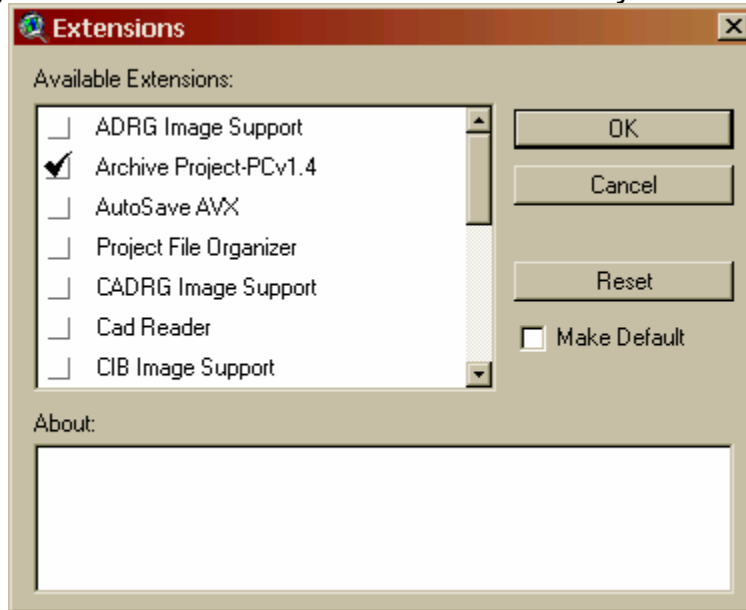 Extensions
Available Extensions:
ADRG Image Support
Archive Project-PCv1.4
AutoSave AVX
Project File Organizer
CADRG Image Support
Cad Reader
CIB Image Support
OK
Cancel
Reset
Make Default
About: